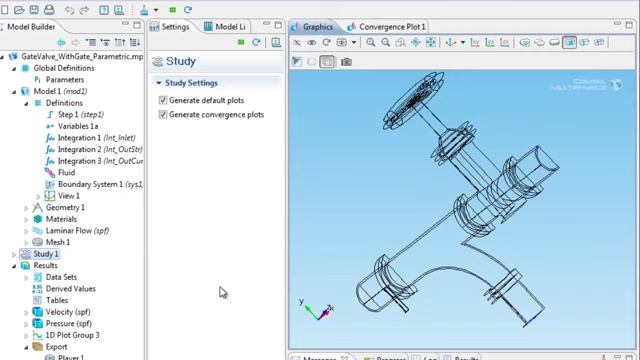 Model Builder
Settings
Model Li
Graphics
Convergence Plot 1
GateValve_WithGate_Parametric.mp
Global Definitions
Parameters
Model 1 (mod1)
Definitions
Step 1 (step1)
Variables 1a
Integration 1 (Int_Inlet)
Integration 2 (Int_OutStr)
Integration 3 (Int_OutCur
Fluid
Boundary System 1 (sys1
View 1
Geometry 1
Materials
Laminar Flow (spf)
Mesh 1
Study 1
Results
Data Sets
Derived Values
Tables
Velocity (spf)
Pressure (spf)
1D Plot Group 3
Export
Player 1
Study
Study Settings
Generate default plots
Generate convergence plots
COMSOL
MULTIPHYSICS
y
x
Messages
Progress
Log
Results